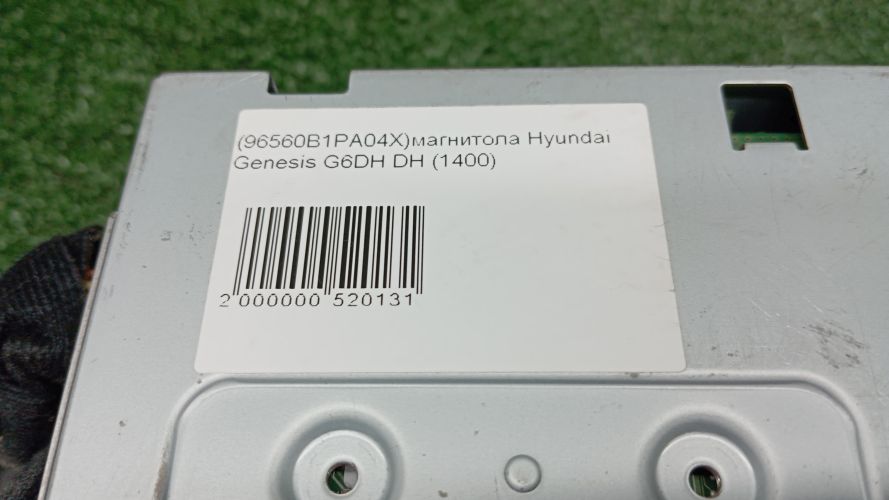 (96560B1PA04X)магнитола Hyundai
Genesis G6DH DH (1400)
2 000000 520131